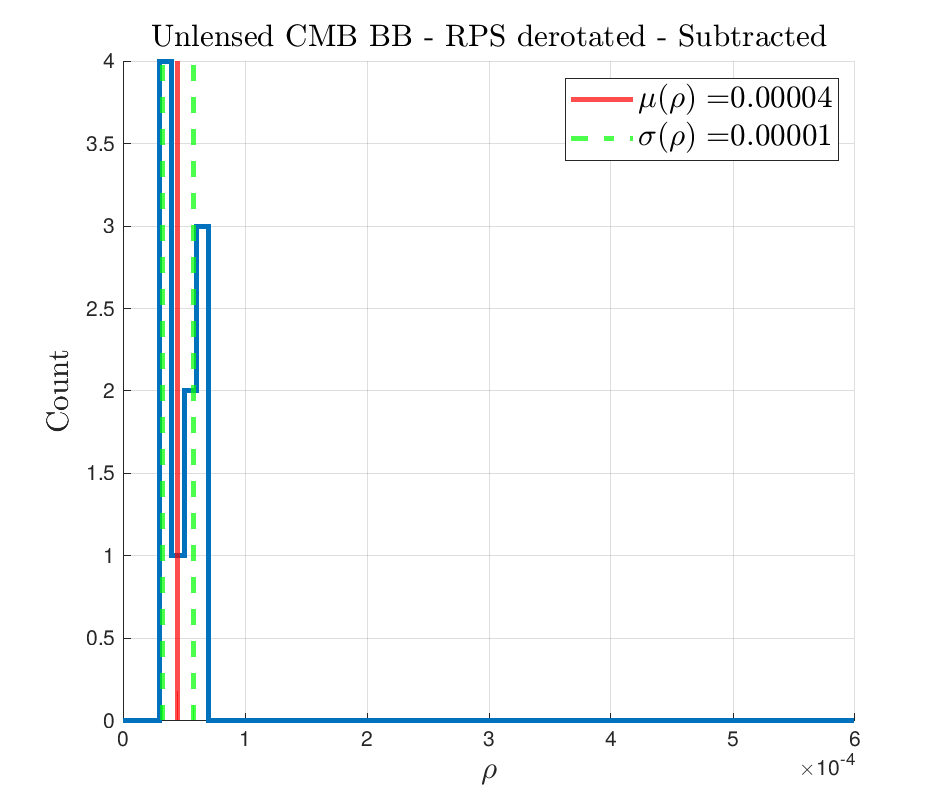 Unlensed CMB BB - RPS derotated - Subtracted
μ(ρ) =0.00004
σ(ρ) =0.00001
4
3.5
3
2.5
2
1.5
1
0.5
0
Count
0 1 2 3 4 5 6
×10⁻⁴
ρ